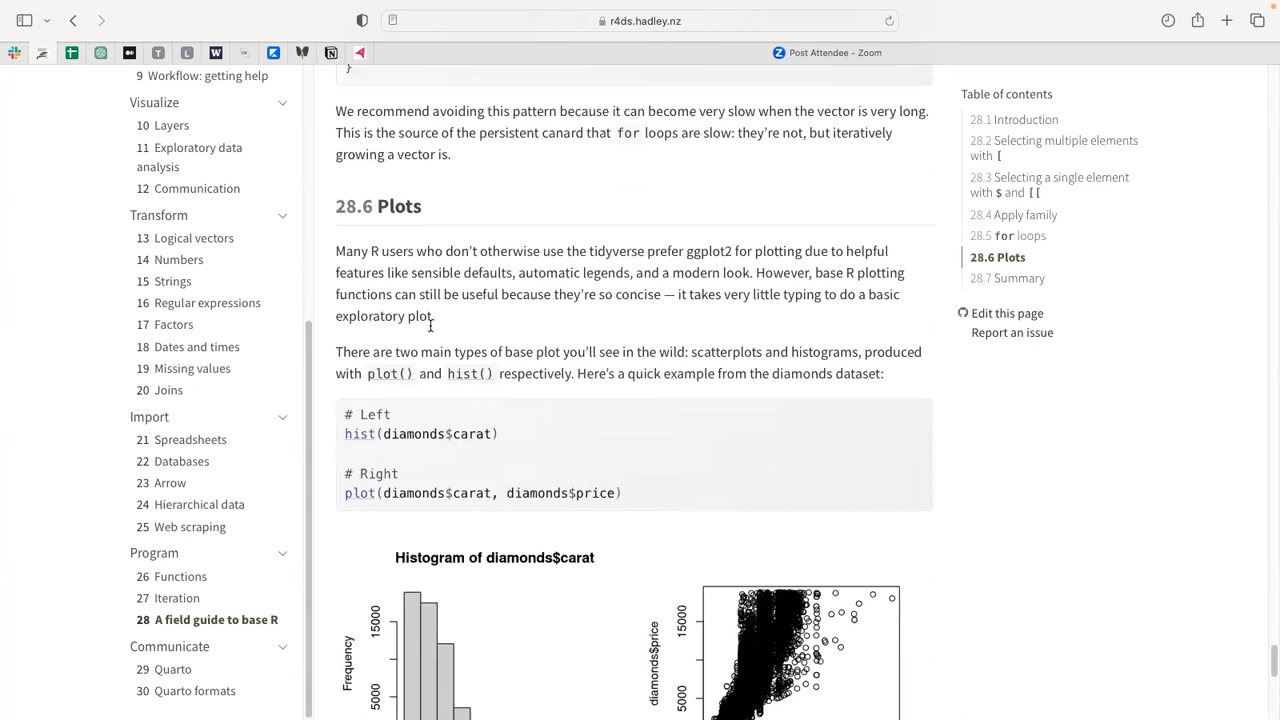 r4ds.hadley.nz
Post Attendee - Zoom
9 Workflow: getting help
Visualize
10 Layers
11 Exploratory data
analysis
12 Communication
Transform
13 Logical vectors
14 Numbers
15 Strings
16 Regular expressions
17 Factors
18 Dates and times
19 Missing values
20 Joins
Import
21 Spreadsheets
22 Databases
23 Arrow
24 Hierarchical data
25 Web scraping
Program
26 Functions
27 Iteration
28 A field guide to base R
Communicate
29 Quarto
30 Quarto formats
}
We recommend avoiding this pattern because it can become very slow when the vector is very long.
This is the source of the persistent canard that for loops are slow: they're not, but iteratively
growing a vector is.
28.6 Plots
Many R users who don't otherwise use the tidyverse prefer ggplot2 for plotting due to helpful
features like sensible defaults, automatic legends, and a modern look. However, base R plotting
functions can still be useful because they're so concise — it takes very little typing to do a basic
exploratory plot.
There are two main types of base plot you'll see in the wild: scatterplots and histograms, produced
with plot() and hist() respectively. Here's a quick example from the diamonds dataset:
# Left
hist(diamonds$carat)
# Right
plot(diamonds$carat, diamonds$price)
Histogram of diamonds$carat
Frequency
15000
5000
diamonds$price
15000
5000
Table of contents
28.1 Introduction
28.2 Selecting multiple elements
with [
28.3 Selecting a single element
with $ and [[
28.4 Apply family
28.5 for loops
28.6 Plots
28.7 Summary
Edit this page
Report an issue